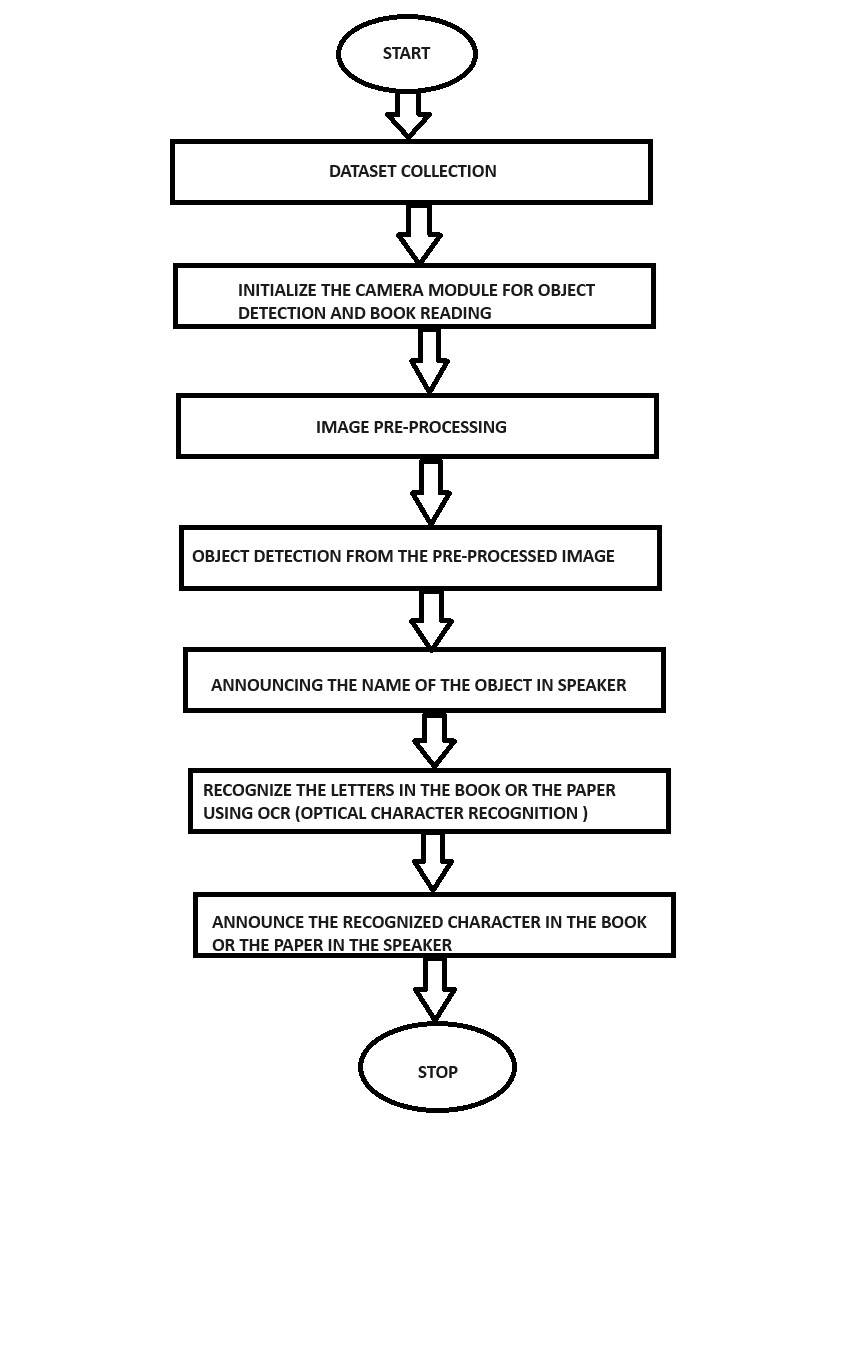 START
DATASET COLLECTION
INITIALIZE THE CAMERA MODULE FOR OBJECT
DETECTION AND BOOK READING
IMAGE PRE-PROCESSING
OBJECT DETECTION FROM THE PRE-PROCESSED IMAGE
ANNOUNCING THE NAME OF THE OBJECT IN SPEAKER
RECOGNIZE THE LETTERS IN THE BOOK OR THE PAPER
USING OCR (OPTICAL CHARACTER RECOGNITION )
ANNOUNCE THE RECOGNIZED CHARACTER IN THE BOOK
OR THE PAPER IN THE SPEAKER
STOP